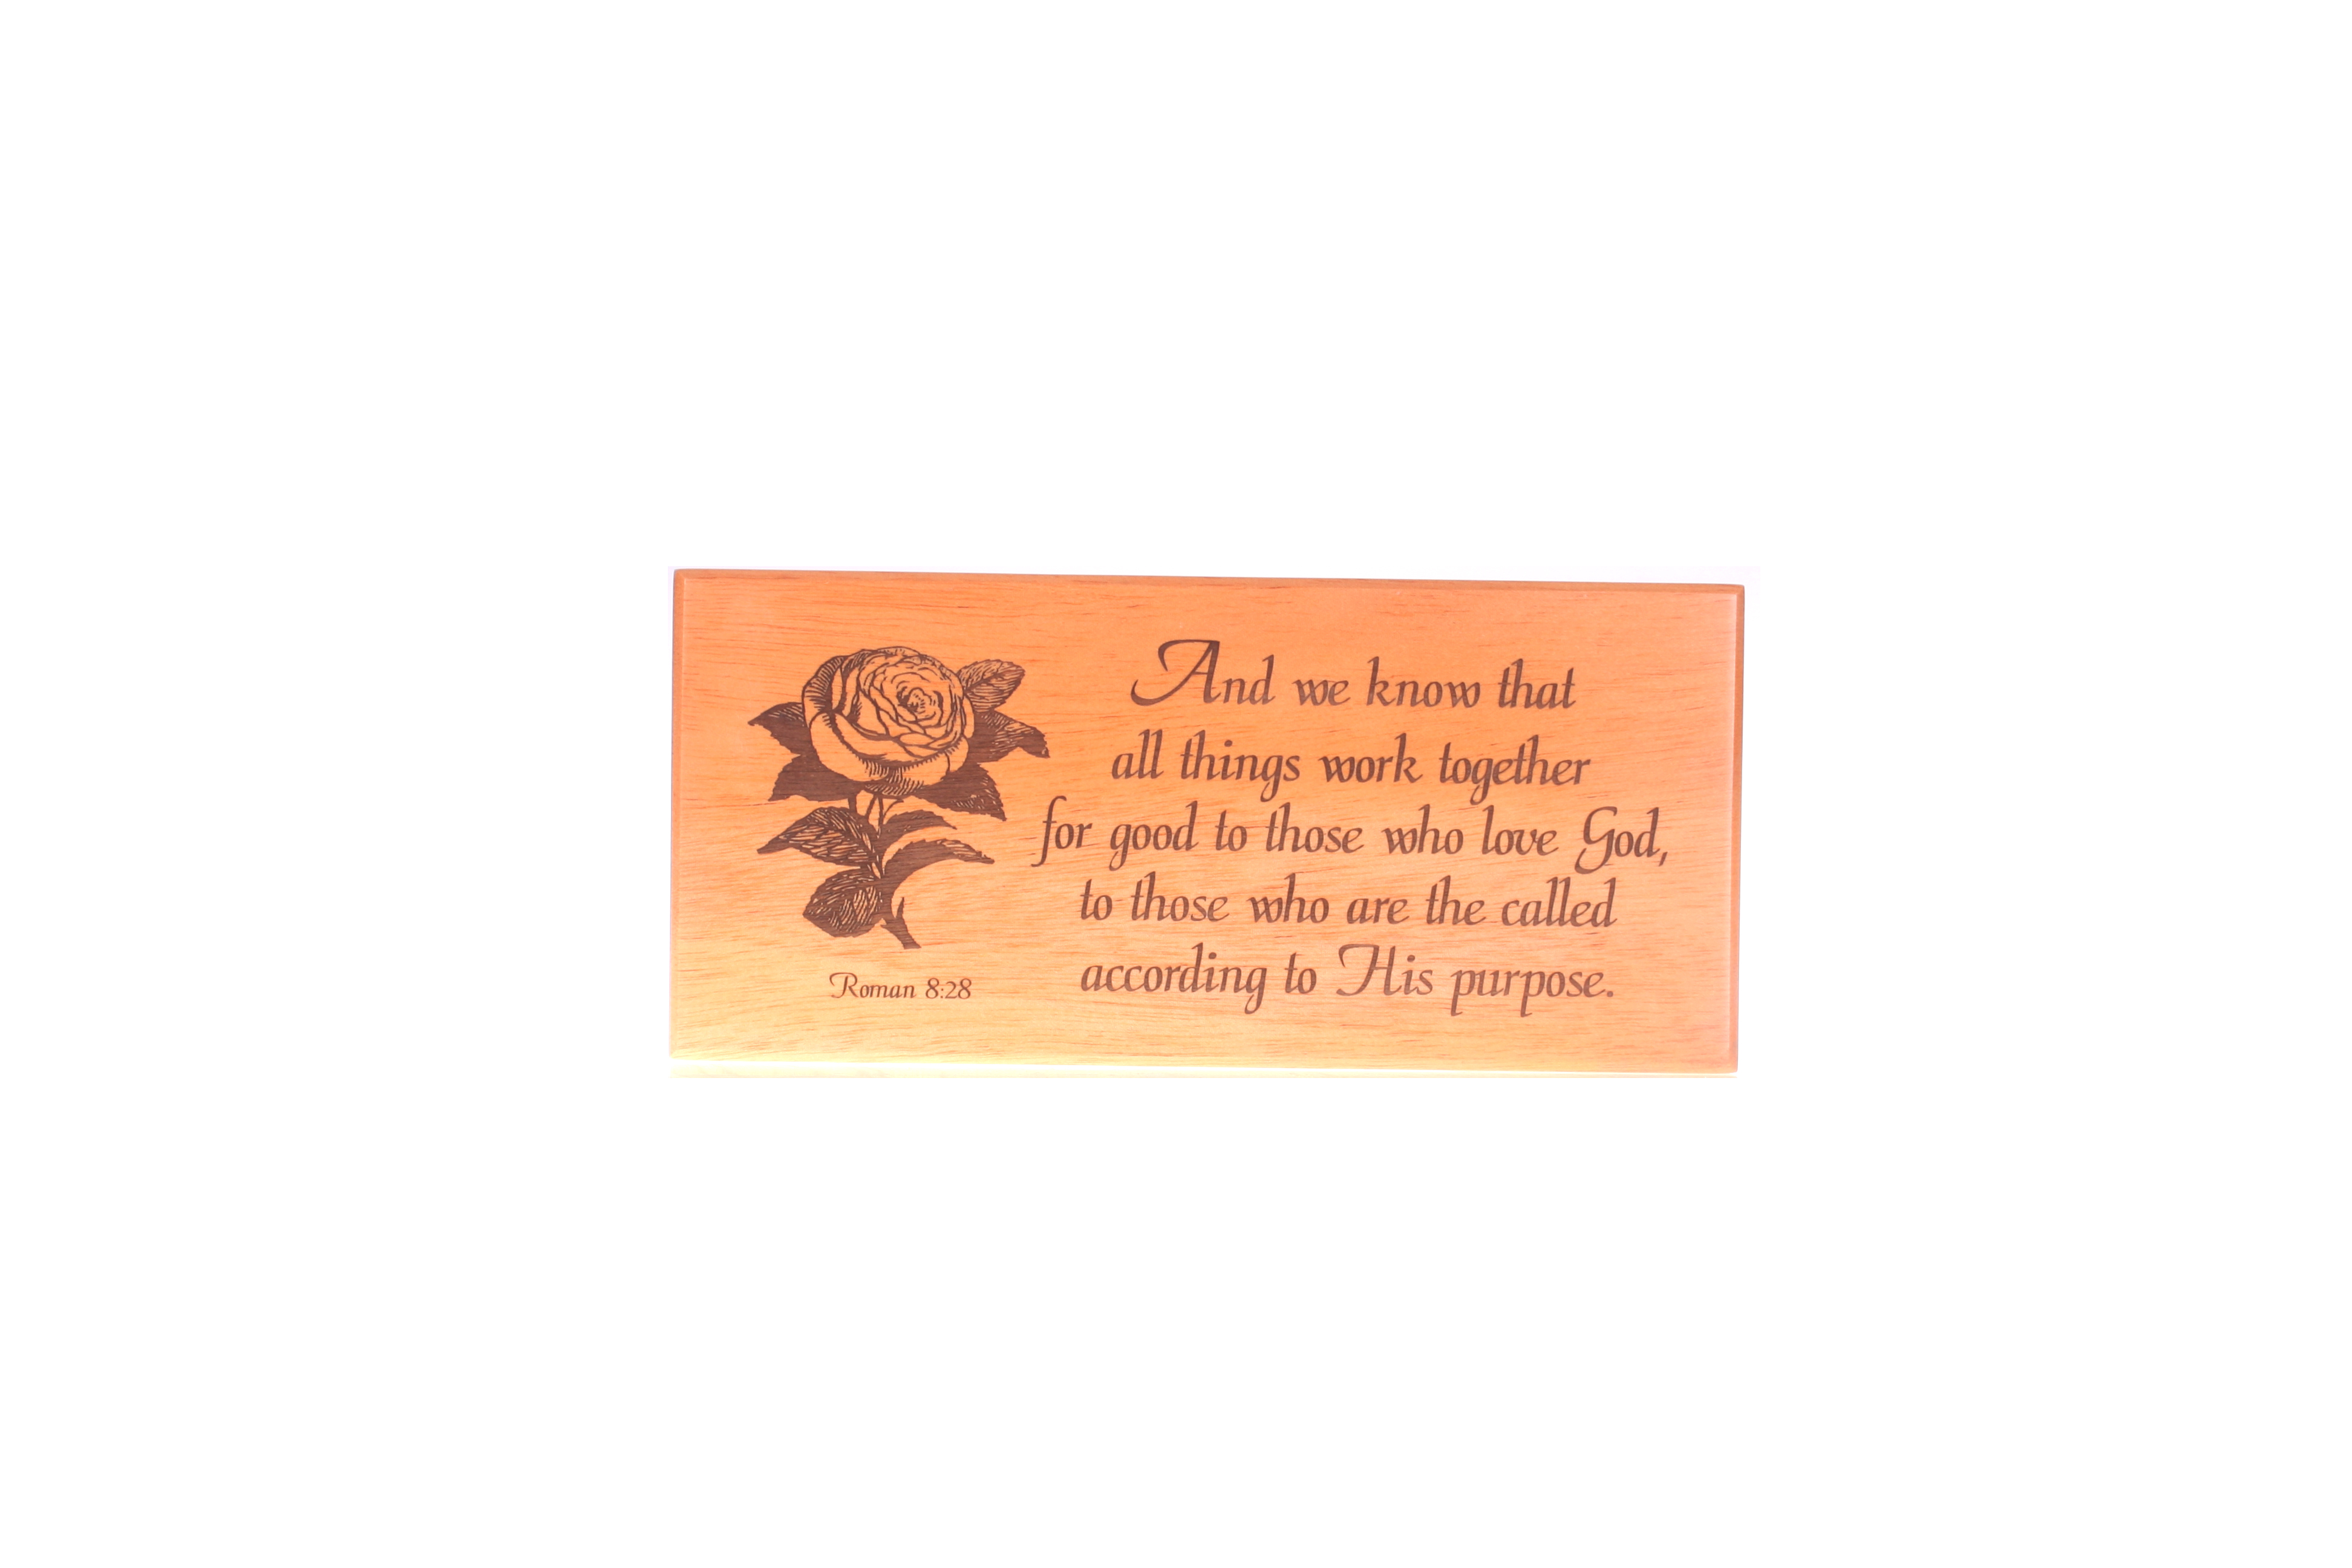 And we know that
all things work together
for good to those who love God,
to those who are the called
according to His purpose.
Roman 8:28